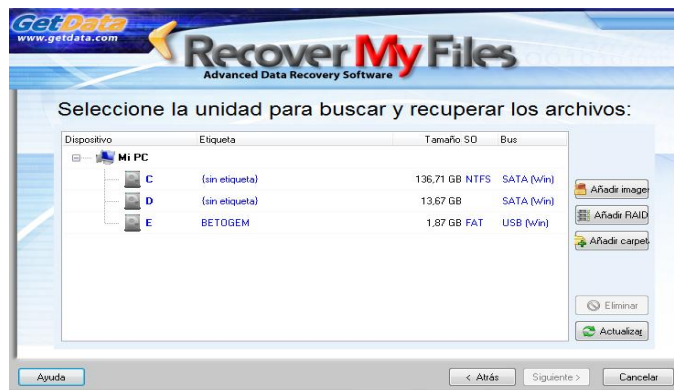 GetData
www.getdata.com
Recover My Files
Advanced Data Recovery Software
Seleccione la unidad para buscar y recuperar los archivos:
Dispositivo Etiqueta Tamaño SO Bus
Mi PC
C (sin etiqueta) 136,71 GB NTFS SATA (Win)
D (sin etiqueta) 13,67 GB SATA (Win)
E BETOGEM 1,87 GB FAT USB (Win)
Añadir image
Añadir RAID
Añadir carpet
Eliminar
Actualizar
Ayuda < Atrás Siguiente > Cancelar